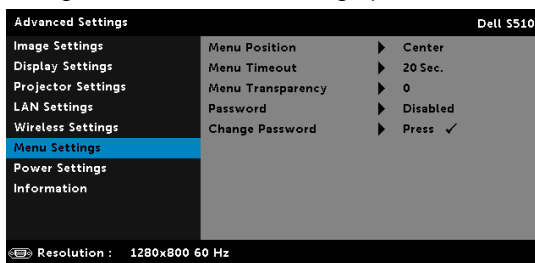 Advanced Settings Dell S510
Image Settings
Display Settings
Projector Settings
LAN Settings
Wireless Settings
Menu Settings
Power Settings
Information
Menu Position Center
Menu Timeout 20 Sec.
Menu Transparency 0
Password Disabled
Change Password Press ✓
Resolution : 1280x800 60 Hz